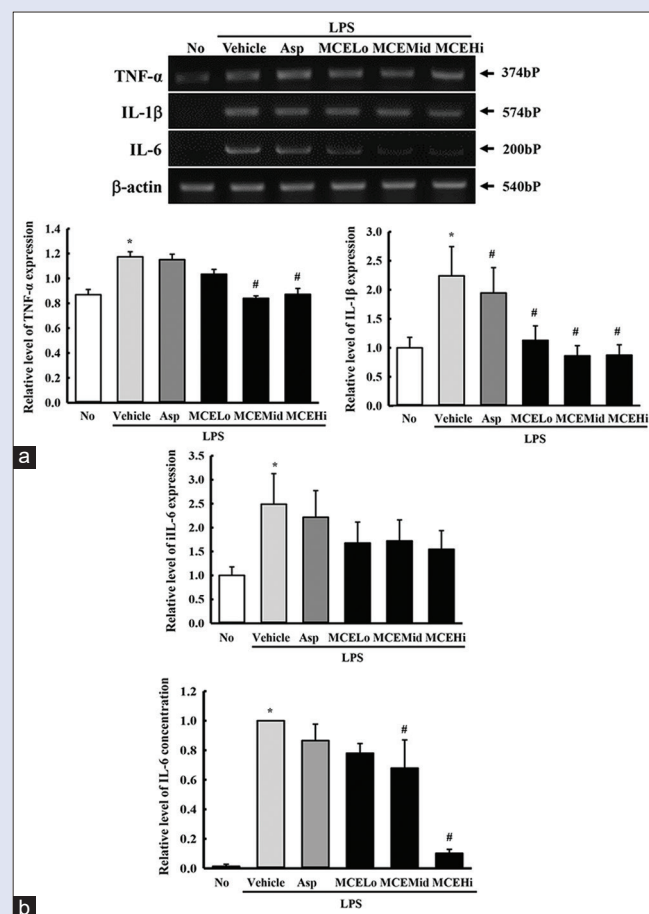 LPS
No Vehicle Asp MCELo MCEMid MCEHi
TNF-α 374bP
IL-1β 574bP
IL-6 200bP
β-actin 540bP
Relative level of TNF-α expression
1.4
1.2
1.0
0.8
0.6
0.4
0.2
0.0
* # #
No Vehicle Asp MCELo MCEMid MCEHi
LPS
Relative level of IL-1β expression
3.0
2.5
2.0
1.5
1.0
0.5
0.0
* # # # #
No Vehicle Asp MCELo MCEMid MCEHi
LPS
a
Relative level of iIL-6 expression
3.5
3.0
2.5
2.0
1.5
1.0
0.5
0.0
*
No Vehicle Asp MCELo MCEMid MCEHi
LPS
Relative level of IL-6 concentration
1.2
1.0
0.8
0.6
0.4
0.2
0.0
* # #
No Vehicle Asp MCELo MCEMid MCEHi
LPS
b